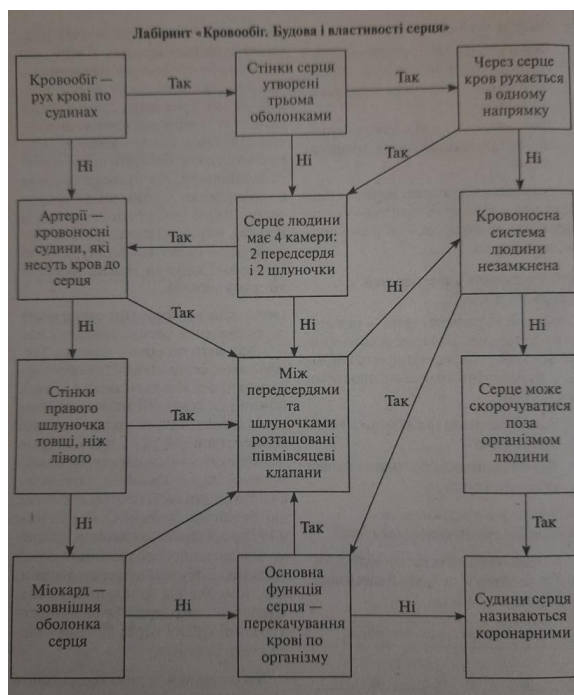 Лабіринт «Кровообіг. Будова і властивості серця»
Кровообіг —
рух крові по
судинах
Так
Стінки серця
утворені
трьома
оболонками
Так
Через серце
кров рухається
в одному
напрямку
Ні
Ні
Так
Ні
Артерії —
кровоносні
судини, які
несуть кров до
серця
Так
Серце людини
має 4 камери:
2 передсердя
і 2 шлуночки
Кровоносна
система
людини
незамкнена
Ні
Так
Ні
Ні
Ні
Стінки
правого
шлуночка
товщі, ніж
лівого
Так
Між
передсердями
та
шлуночками
розташовані
півмівсяцеві
клапани
Так
Серце може
скорочуватися
поза
організмом
людини
Ні
Так
Так
Міокард —
зовнішня
оболонка
серця
Ні
Основна
функція
серця —
перекачування
крові по
організму
Ні
Судини серця
називаються
коронарними